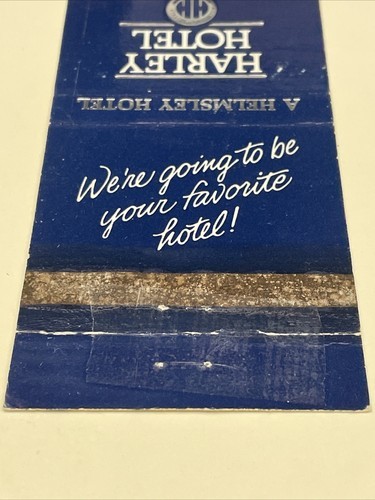 HARLEY
HOTEL
A HELMSLEY HOTEL
We're going to be
your favorite
hotel!